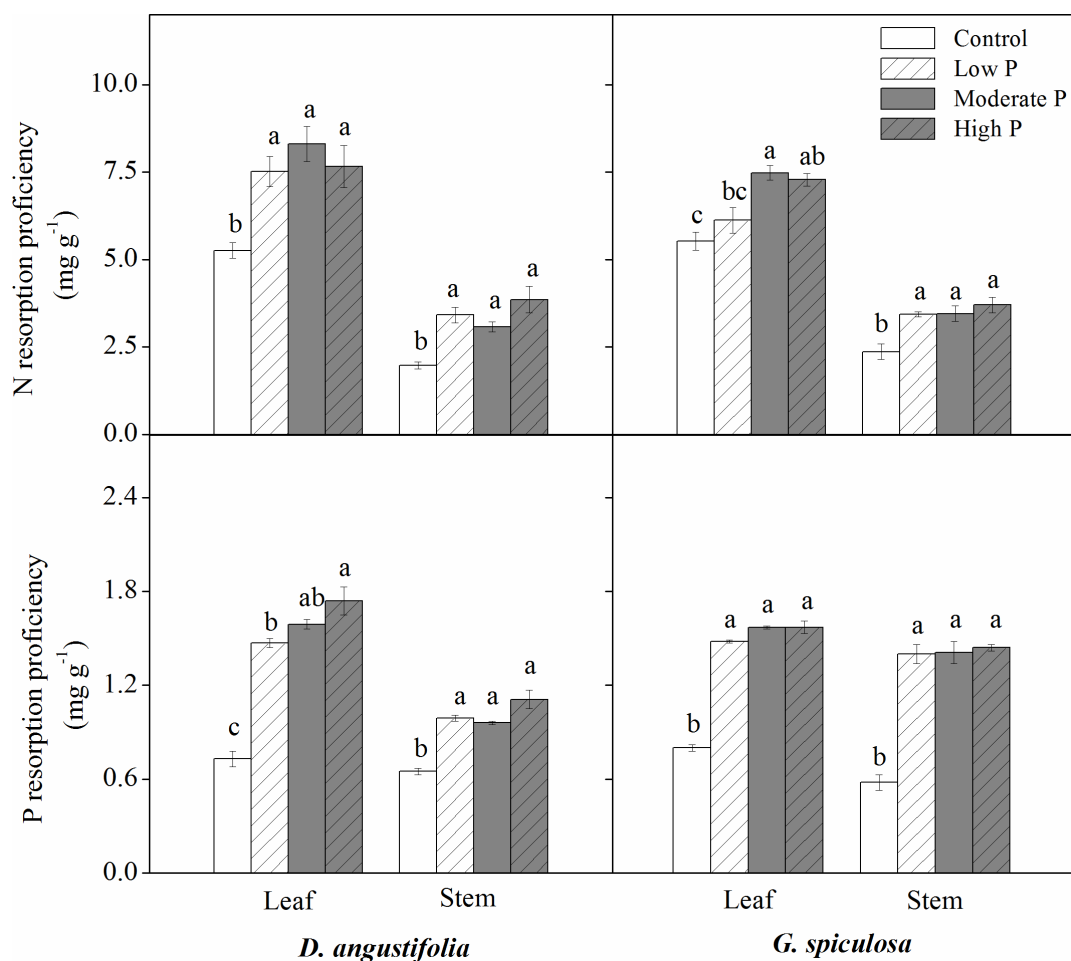 N resorption proficiency
(mg g-1)
10.0
7.5
5.0
2.5
0.0
b
a
a
a
b
a
a
a
Control
Low P
Moderate P
High P
c
bc
a
ab
b
a
a
a
P resorption proficiency
(mg g-1)
2.4
1.8
1.2
0.6
0.0
c
b
ab
a
b
a
a
a
b
a
a
a
b
a
a
a
Leaf Stem Leaf Stem
D. angustifolia G. spiculosa